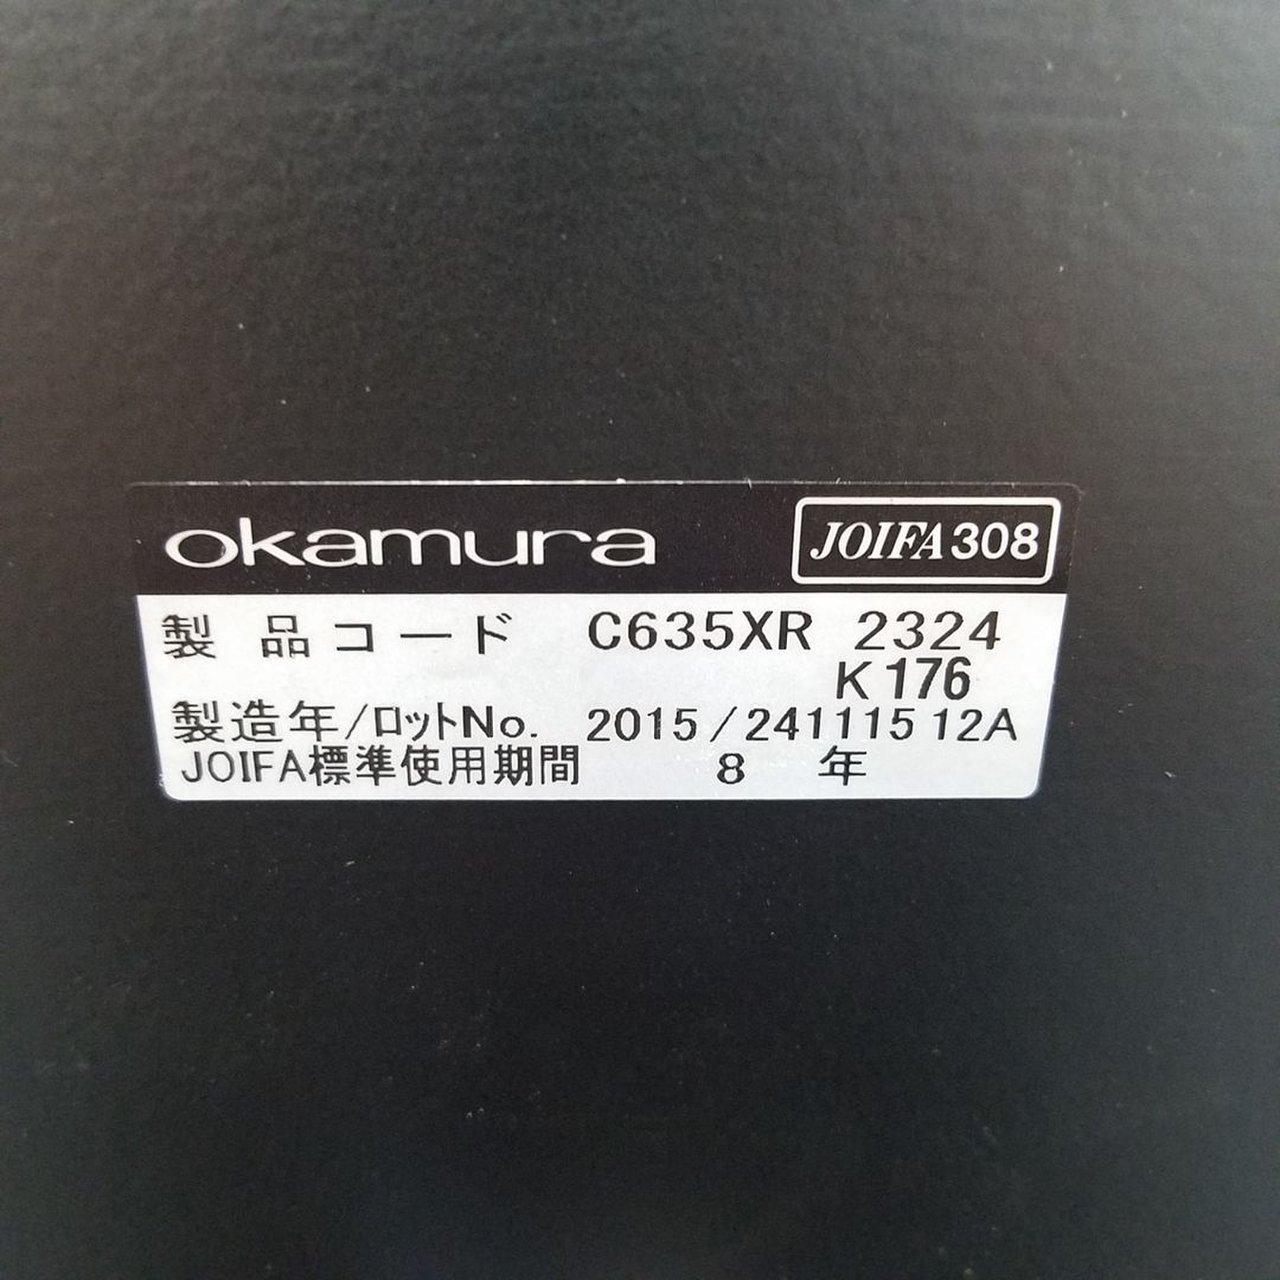 okamura JOIFA308
製品コード C635XR 2324
K176
製造年/ロットNo. 2015/241115 12A
JOIFA標準使用期間 8 年